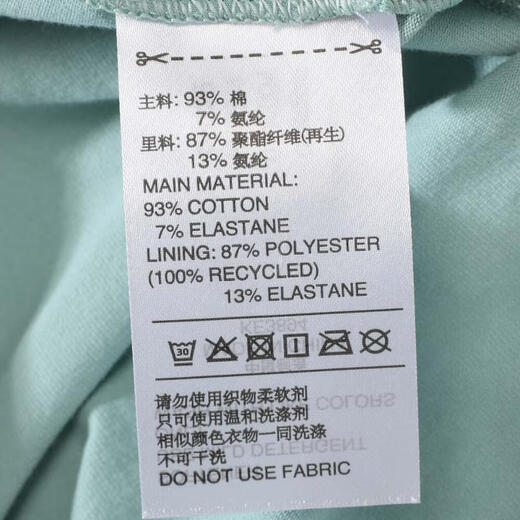 主料: 93% 棉
7% 氨纶
里料: 87% 聚酯纤维(再生)
13% 氨纶
MAIN MATERIAL:
93% COTTON
7% ELASTANE
LINING: 87% POLYESTER
(100% RECYCLED)
13% ELASTANE
30
请勿使用织物柔软剂
只可使用温和洗涤剂
相似颜色衣物一同洗涤
不可干洗
DO NOT USE FABRIC